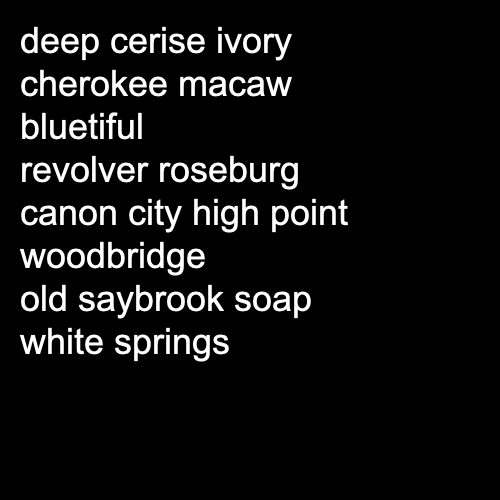 deep cerise ivory
cherokee macaw
bluetiful
revolver roseburg
canon city high point
woodbridge
old saybrook soap
white springs